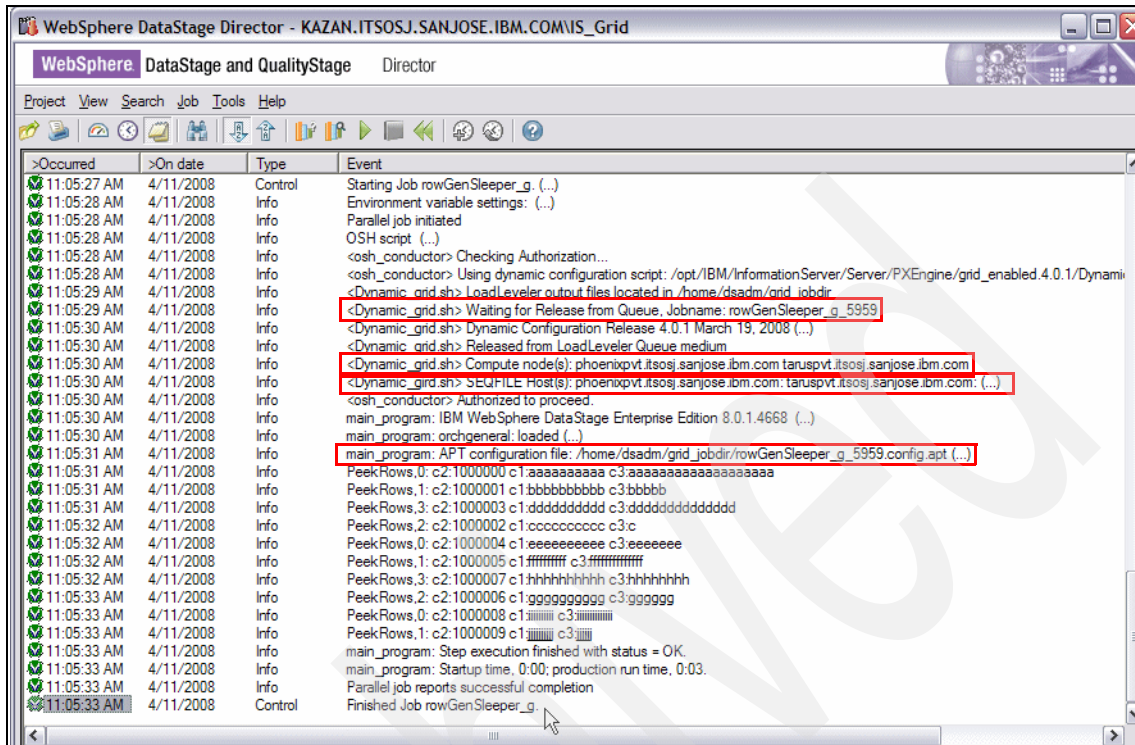 WebSphere DataStage Director - KAZAN.ITSOSJ.SANJOSE.IBM.COM\IS_Grid
WebSphere. DataStage and QualityStage Director
Project View Search Job Tools Help
>Occurred >On date Type Event
11:05:27 AM 4/11/2008 Control Starting Job rowGenSleeper_g. (...)
11:05:28 AM 4/11/2008 Info Environment variable settings: (...)
11:05:28 AM 4/11/2008 Info Parallel job initiated
11:05:28 AM 4/11/2008 Info OSH script (...)
11:05:28 AM 4/11/2008 Info <osh_conductor> Checking Authorization...
11:05:28 AM 4/11/2008 Info <osh_conductor> Using dynamic configuration script: /opt/IBM/InformationServer/Server/PXEngine/grid_enabled.4.0.1/Dynami
11:05:29 AM 4/11/2008 Info <Dynamic_grid.sh> LoadLeveler output files located in /home/dsadm/grid_jobdir
11:05:29 AM 4/11/2008 Info <Dynamic_grid.sh> Waiting for Release from Queue, Jobname: rowGenSleeper_g_5959
11:05:30 AM 4/11/2008 Info <Dynamic_grid.sh> Dynamic Configuration Release 4.0.1 March 19, 2008 (...)
11:05:30 AM 4/11/2008 Info <Dynamic_grid.sh> Released from LoadLeveler Queue medium
11:05:30 AM 4/11/2008 Info <Dynamic_grid.sh> Compute node(s): phoenixpvt.itsosj.sanjose.ibm.com taruspvt.itsosj.sanjose.ibm.com
11:05:30 AM 4/11/2008 Info <Dynamic_grid.sh> SEQFILE Host(s): phoenixpvt.itsosj.sanjose.ibm.com: taruspvt.itsosj.sanjose.ibm.com: (...)
11:05:30 AM 4/11/2008 Info <osh_conductor> Authorized to proceed.
11:05:30 AM 4/11/2008 Info main_program: IBM WebSphere DataStage Enterprise Edition 8.0.1.4668 (...)
11:05:30 AM 4/11/2008 Info main_program: orchgeneral: loaded (...)
11:05:31 AM 4/11/2008 Info main_program: APT configuration file: /home/dsadm/grid_jobdir/rowGenSleeper_g_5959.config.apt (...)
11:05:31 AM 4/11/2008 Info PeekRows,0: c2:1000000 c1:aaaaaaaaaa c3:aaaaaaaaaaaaaaaaaaa
11:05:31 AM 4/11/2008 Info PeekRows,1: c2:1000001 c1:bbbbbbbbbb c3:bbbbb
11:05:31 AM 4/11/2008 Info PeekRows,3: c2:1000003 c1:dddddddddd c3:dddddddddddddd
11:05:32 AM 4/11/2008 Info PeekRows,2: c2:1000002 c1:cccccccccc c3:c
11:05:32 AM 4/11/2008 Info PeekRows,0: c2:1000004 c1:eeeeeeeeee c3:eeeeeee
11:05:32 AM 4/11/2008 Info PeekRows,1: c2:1000005 c1:ffffffffff c3:ffffffffffffff
11:05:32 AM 4/11/2008 Info PeekRows,3: c2:1000007 c1:hhhhhhhhhh c3:hhhhhhhh
11:05:33 AM 4/11/2008 Info PeekRows,2: c2:1000006 c1:gggggggggg c3:gggggg
11:05:33 AM 4/11/2008 Info PeekRows,0: c2:1000008 c1:iiiiiiiiii c3:iiiiiiiiiiiiii
11:05:33 AM 4/11/2008 Info PeekRows,1: c2:1000009 c1:jjjjjjjjjj c3:jjjjjj
11:05:33 AM 4/11/2008 Info main_program: Step execution finished with status = OK.
11:05:33 AM 4/11/2008 Info main_program: Startup time, 0:00; production run time, 0:03.
11:05:33 AM 4/11/2008 Info Parallel job reports successful completion
11:05:33 AM 4/11/2008 Control Finished Job rowGenSleeper_g.